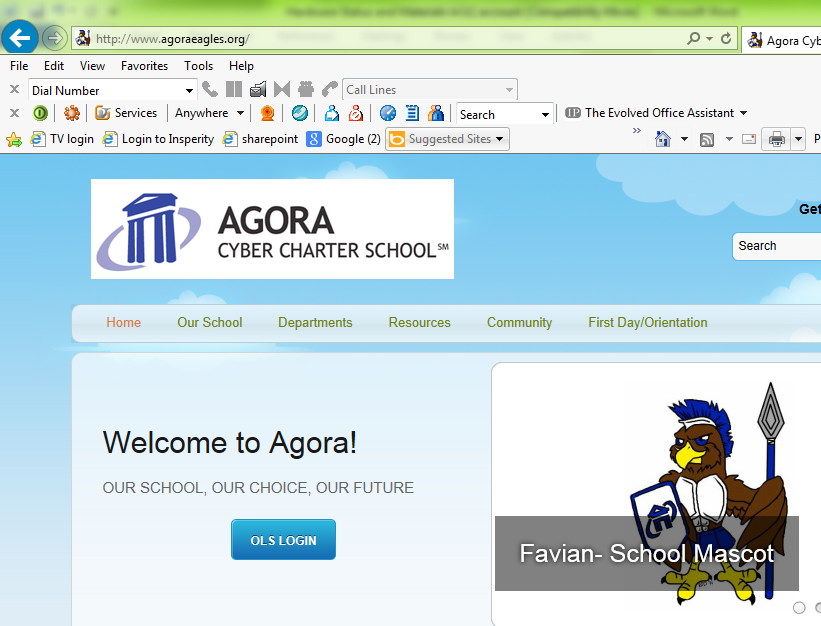 http://www.agoraeagles.org/
Agora Cyb
File Edit View Favorites Tools Help
x Dial Number Call Lines
x Services Anywhere Search The Evolved Office Assistant
TV login Login to Insperity sharepoint Google (2) Suggested Sites » P
AGORA
CYBER CHARTER SCHOOL℠
Get
Search
Home Our School Departments Resources Community First Day/Orientation
Welcome to Agora!
OUR SCHOOL, OUR CHOICE, OUR FUTURE
OLS LOGIN
Favian- School Mascot